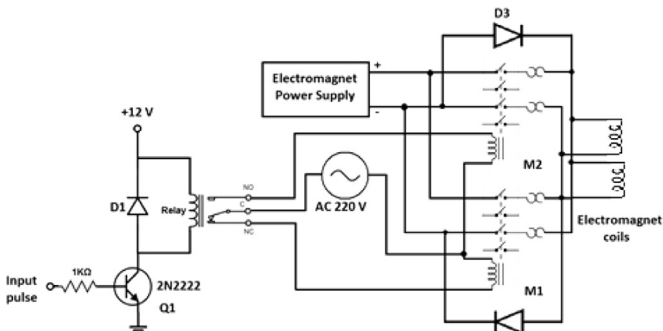 D3
+
Electromagnet
Power Supply
-
+12 V
M2
D1
Relay
NO
C
NC
AC 220 V
Electromagnet
coils
Input
pulse
1KΩ
2N2222
Q1
M1